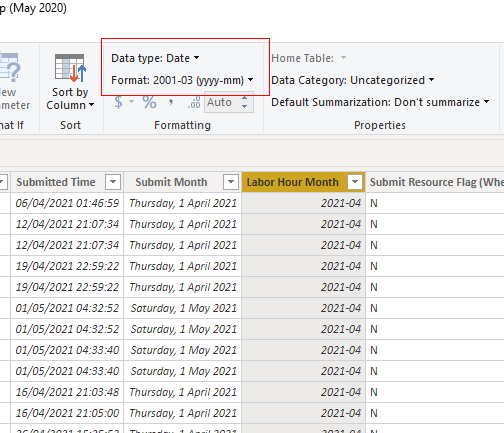 p (May 2020)
New
Parameter
What If
Sort by
Column
Sort
Data type: Date
Format: 2001-03 (yyyy-mm)
$ % , .00 Auto
Formatting
Home Table:
Data Category: Uncategorized
Default Summarization: Don't summarize
Properties
Submitted Time Submit Month Labor Hour Month Submit Resource Flag (Whe
06/04/2021 01:46:59 Thursday, 1 April 2021 2021-04 N
12/04/2021 21:07:34 Thursday, 1 April 2021 2021-04 N
12/04/2021 21:07:34 Thursday, 1 April 2021 2021-04 N
19/04/2021 22:59:22 Thursday, 1 April 2021 2021-04 N
19/04/2021 22:59:22 Thursday, 1 April 2021 2021-04 N
01/05/2021 04:32:52 Saturday, 1 May 2021 2021-04 N
01/05/2021 04:32:52 Saturday, 1 May 2021 2021-04 N
01/05/2021 04:33:40 Saturday, 1 May 2021 2021-04 N
01/05/2021 04:33:40 Saturday, 1 May 2021 2021-04 N
16/04/2021 21:03:48 Thursday, 1 April 2021 2021-04 N
16/04/2021 21:05:00 Thursday, 1 April 2021 2021-04 N
Thursday, 1 April 2021 2021-04 N